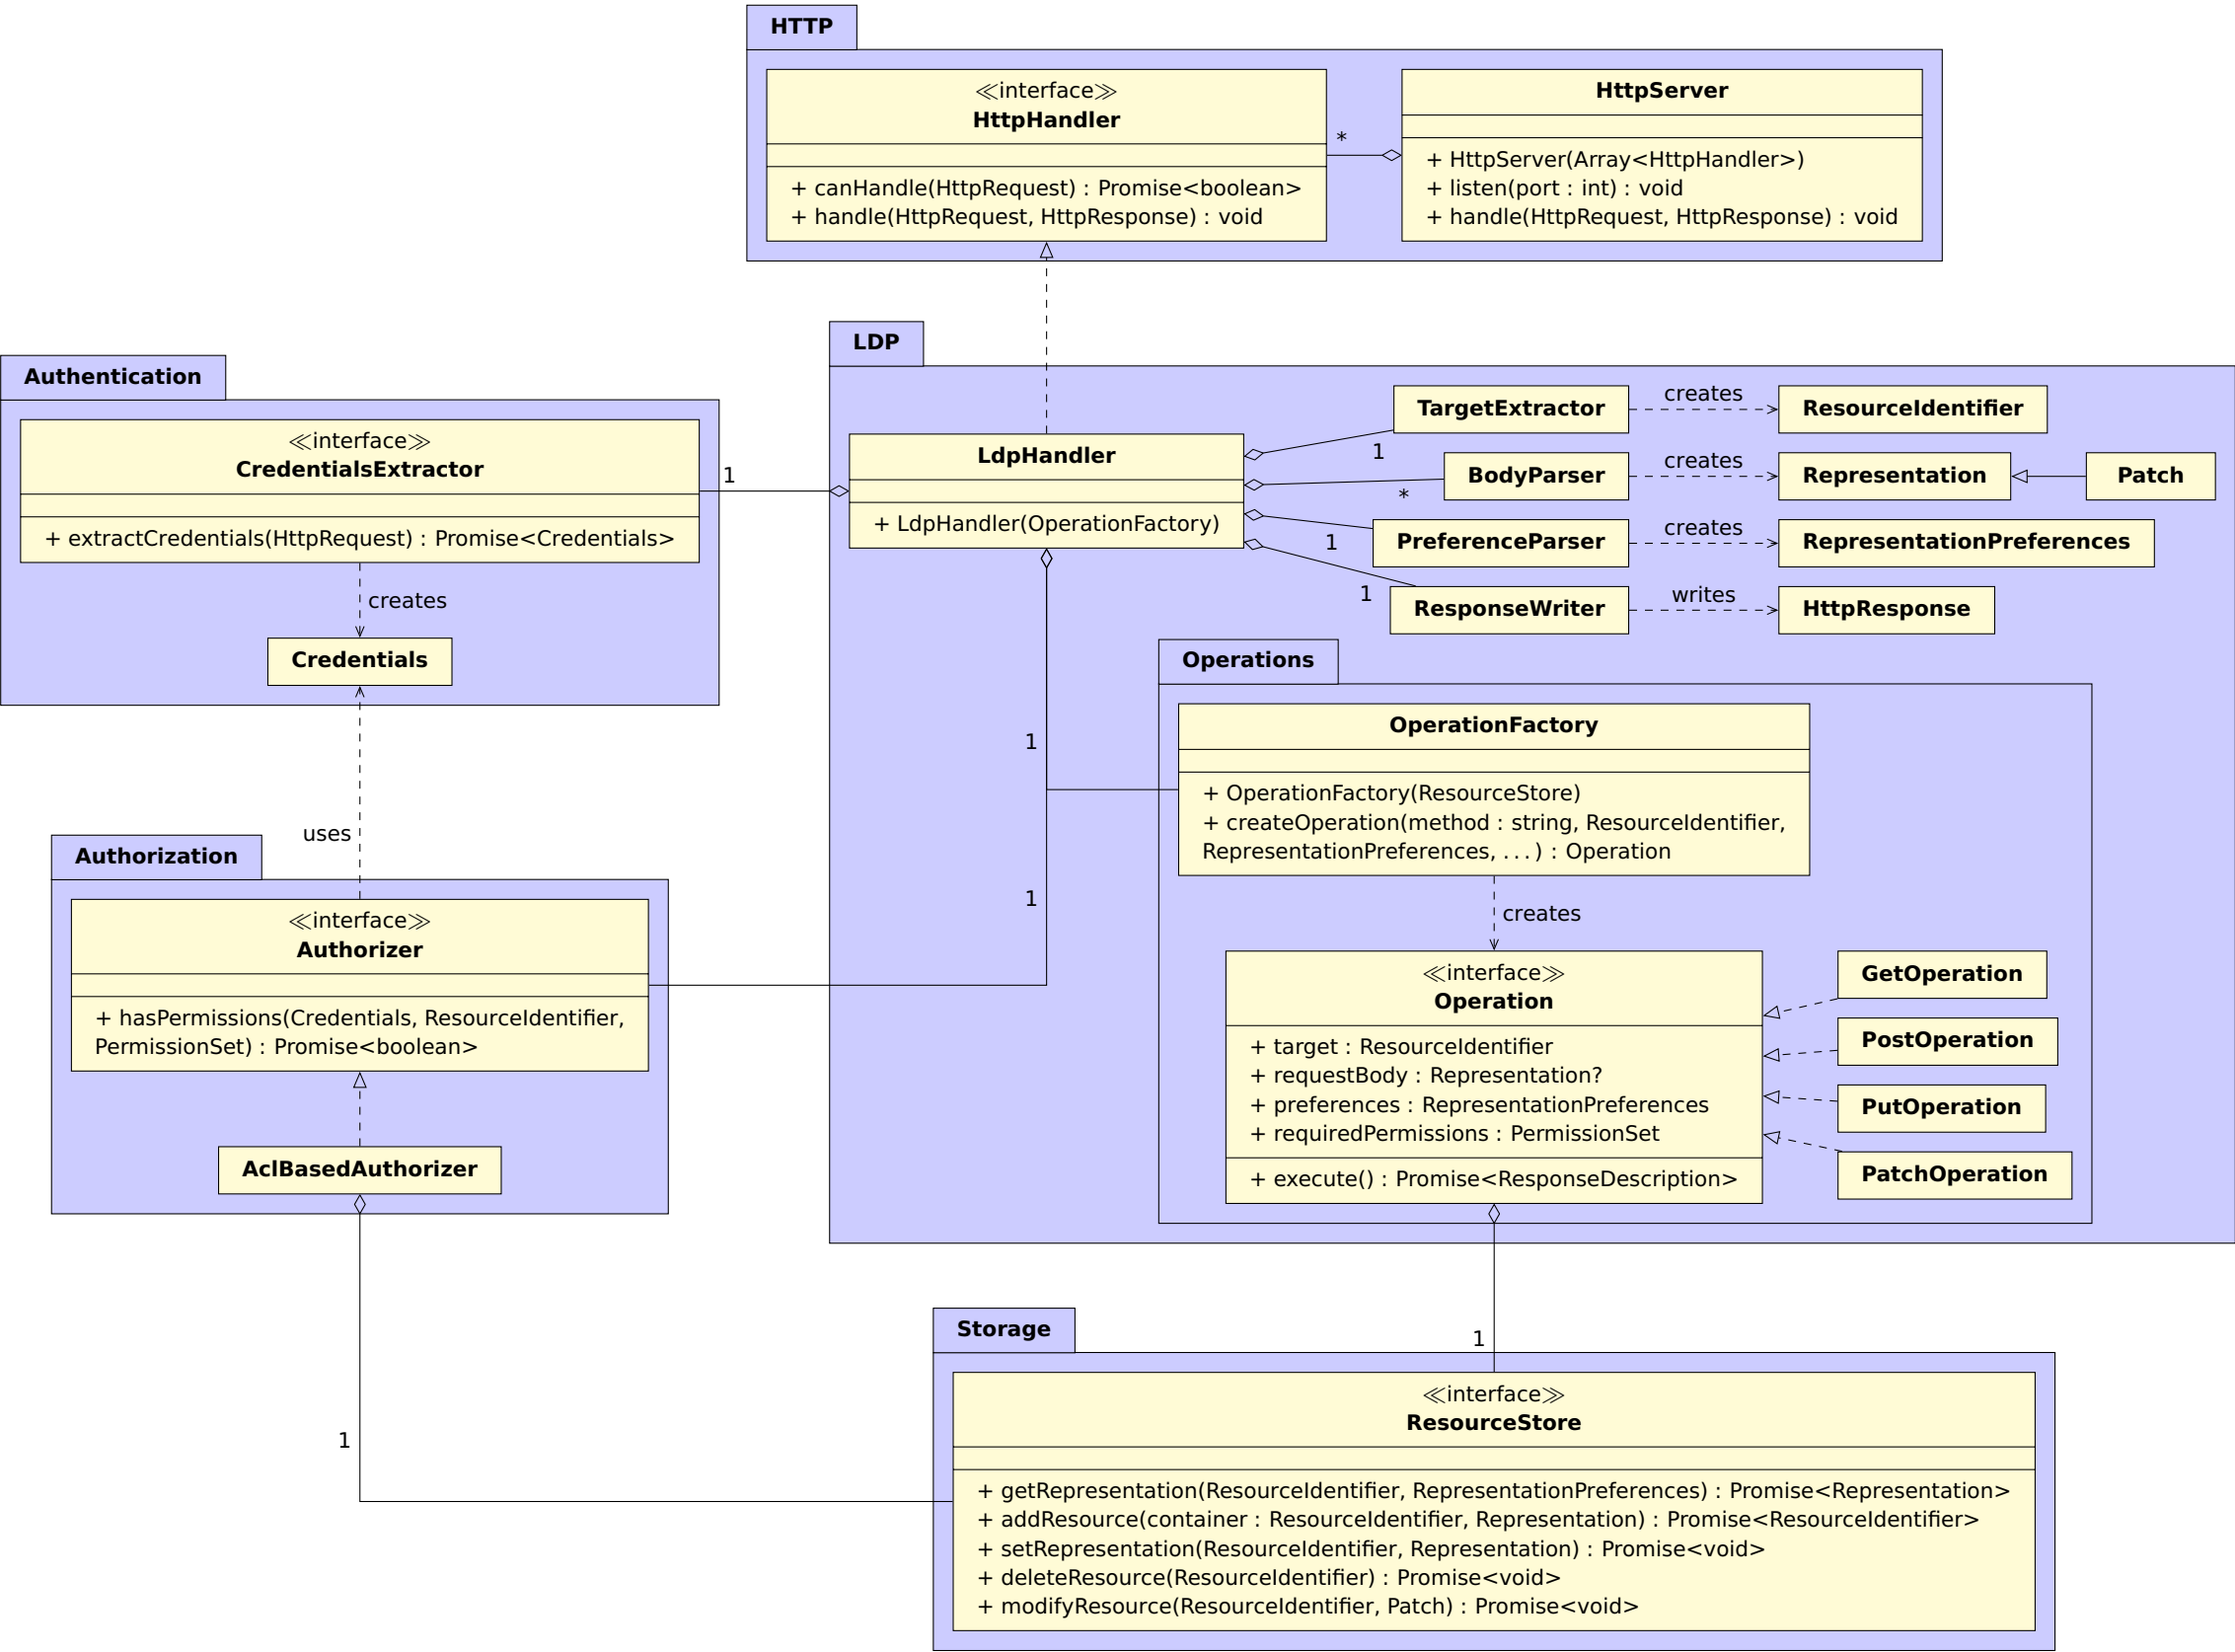 HTTP
≪interface≫
HttpHandler
+ canHandle(HttpRequest) : Promise<boolean>
+ handle(HttpRequest, HttpResponse) : void
*
HttpServer
+ HttpServer(Array<HttpHandler>)
+ listen(port : int) : void
+ handle(HttpRequest, HttpResponse) : void
Authentication
≪interface≫
CredentialsExtractor
+ extractCredentials(HttpRequest) : Promise<Credentials>
creates
Credentials
1
LDP
LdpHandler
+ LdpHandler(OperationFactory)
TargetExtractor
creates
ResourceIdentifier
1
BodyParser
creates
Representation
Patch
*
PreferenceParser
creates
RepresentationPreferences
1
ResponseWriter
writes
HttpResponse
1
Operations
OperationFactory
+ OperationFactory(ResourceStore)
+ createOperation(method : string, ResourceIdentifier,
RepresentationPreferences, ...) : Operation
1
1
creates
≪interface≫
Operation
+ target : ResourceIdentifier
+ requestBody : Representation?
+ preferences : RepresentationPreferences
+ requiredPermissions : PermissionSet
+ execute() : Promise<ResponseDescription>
GetOperation
PostOperation
PutOperation
PatchOperation
uses
Authorization
≪interface≫
Authorizer
+ hasPermissions(Credentials, ResourceIdentifier,
PermissionSet) : Promise<boolean>
AclBasedAuthorizer
1
1
Storage
≪interface≫
ResourceStore
+ getRepresentation(ResourceIdentifier, RepresentationPreferences) : Promise<Representation>
+ addResource(container : ResourceIdentifier, Representation) : Promise<ResourceIdentifier>
+ setRepresentation(ResourceIdentifier, Representation) : Promise<void>
+ deleteResource(ResourceIdentifier) : Promise<void>
+ modifyResource(ResourceIdentifier, Patch) : Promise<void>